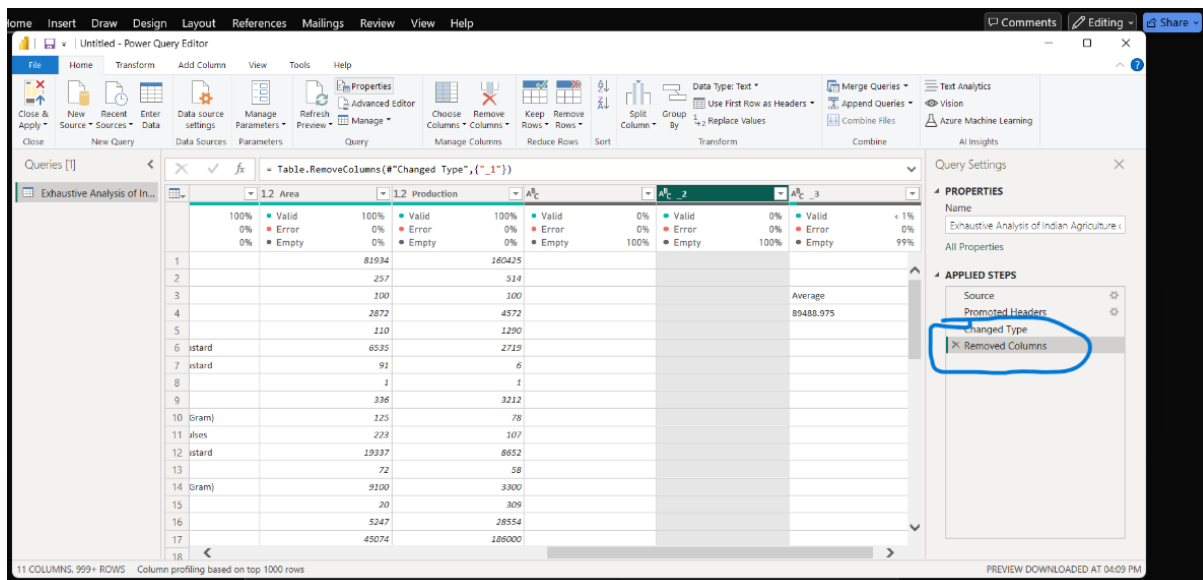 Home Insert Draw Design Layout References Mailings Review View Help Comments Editing Share
Untitled - Power Query Editor
File Home Transform Add Column View Tools Help
Close & Apply New Source Recent Sources Enter Data Data source settings Manage Parameters Refresh Preview Properties Advanced Editor Manage Choose Columns Remove Columns Keep Rows Remove Rows Split Column Group By Data Type: Text Use First Row as Headers Replace Values Merge Queries Append Queries Combine Files Text Analytics Vision Azure Machine Learning
Close New Query Data Sources Parameters Query Manage Columns Reduce Rows Sort Transform Combine AI Insights
Queries [1] fx = Table.RemoveColumns(#"Changed Type",{"_1"}) Query Settings
Exhaustive Analysis of In... 1.2 Area 1.2 Production ABC ABC _2 ABC _3
100% Valid 100% Valid 100% Valid 0% Valid 0% Valid < 1%
0% Error 0% Error 0% Error 0% Error 0% Error 0%
0% Empty 0% Empty 0% Empty 100% Empty 100% Empty 99%
1 81934 160425
2 257 514
3 100 100 Average
4 2872 4572 89488.975
5 110 1290
6 ustard 6535 2719
7 ustard 91 6
8 1 1
9 336 3212
10 Gram) 125 78
11 ulses 223 107
12 ustard 19337 8652
13 72 58
14 Gram) 9100 3300
15 20 309
16 5247 28554
17 45074 186000
18
PROPERTIES
Name
Exhaustive Analysis of Indian Agriculture
All Properties
APPLIED STEPS
Source
Promoted Headers
Changed Type
Removed Columns
11 COLUMNS, 999+ ROWS Column profiling based on top 1000 rows PREVIEW DOWNLOADED AT 04:09 PM